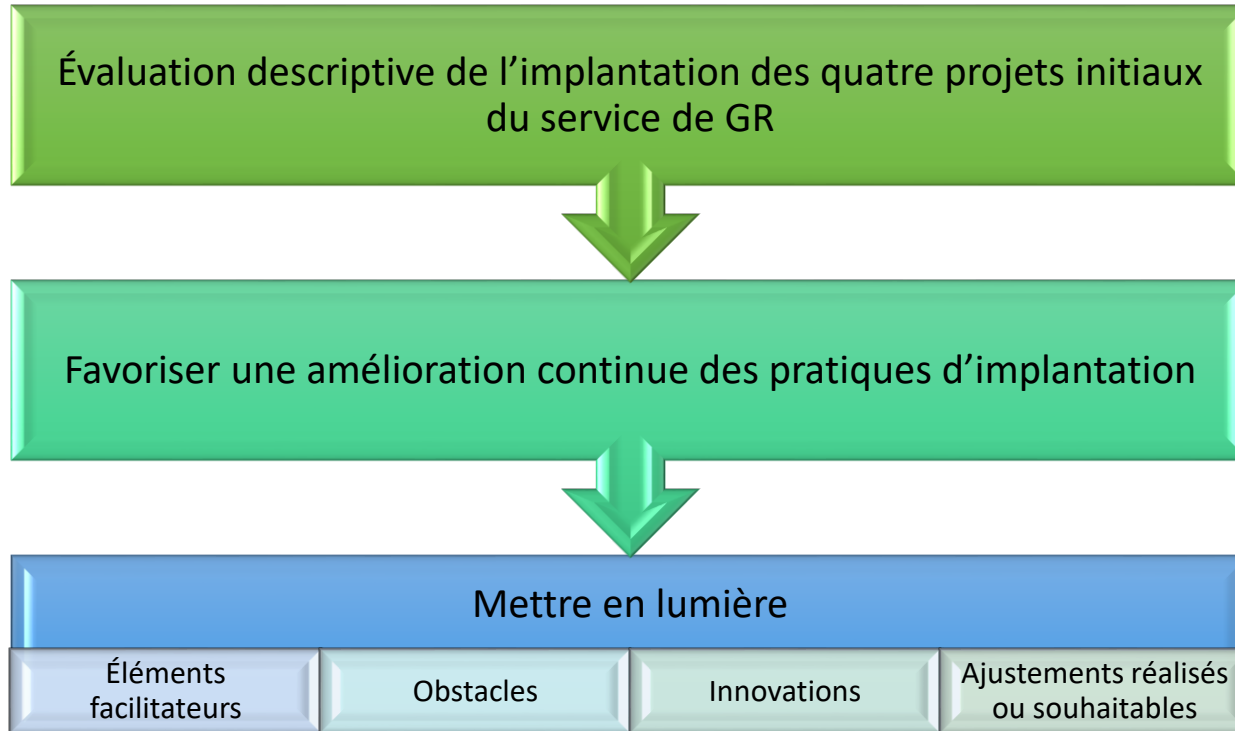 Évaluation descriptive de l’implantation des quatre projets initiaux
du service de GR
Favoriser une amélioration continue des pratiques d’implantation
Mettre en lumière
Éléments
facilitateurs
Obstacles
Innovations
Ajustements réalisés
ou souhaitables